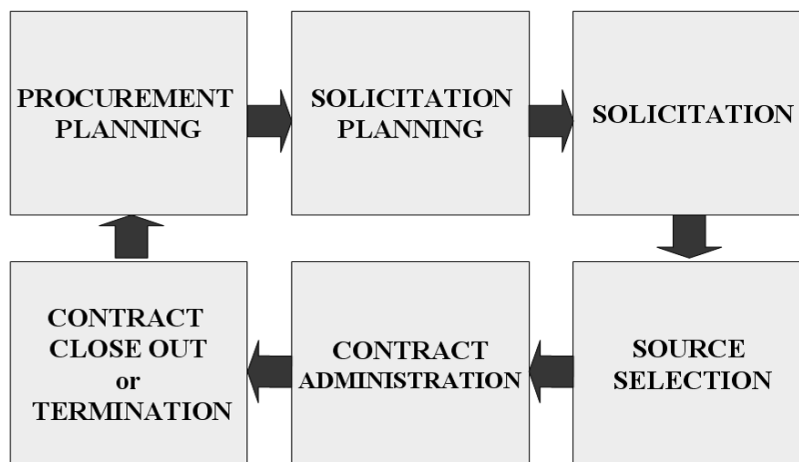 PROCUREMENT
PLANNING
SOLICITATION
PLANNING
SOLICITATION
SOURCE
SELECTION
CONTRACT
ADMINISTRATION
CONTRACT
CLOSE OUT
or
TERMINATION